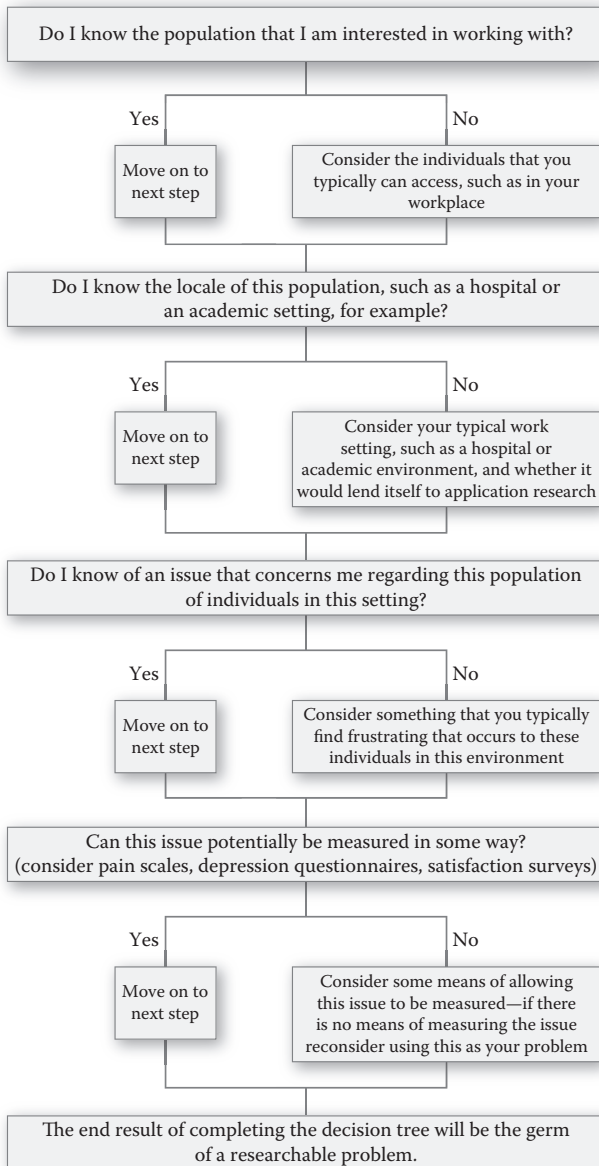 Do I know the population that I am interested in working with?
Yes
No
Move on to
next step
Consider the individuals that you
typically can access, such as in your
workplace
Do I know the locale of this population, such as a hospital or
an academic setting, for example?
Yes
No
Move on to
next step
Consider your typical work
setting, such as a hospital or
academic environment, and whether it
would lend itself to application research
Do I know of an issue that concerns me regarding this population
of individuals in this setting?
Yes
No
Move on to
next step
Consider something that you typically
find frustrating that occurs to these
individuals in this environment
Can this issue potentially be measured in some way?
(consider pain scales, depression questionnaires, satisfaction surveys)
Yes
No
Move on to
next step
Consider some means of allowing
this issue to be measured—if there
is no means of measuring the issue
reconsider using this as your problem
The end result of completing the decision tree will be the germ
of a researchable problem.